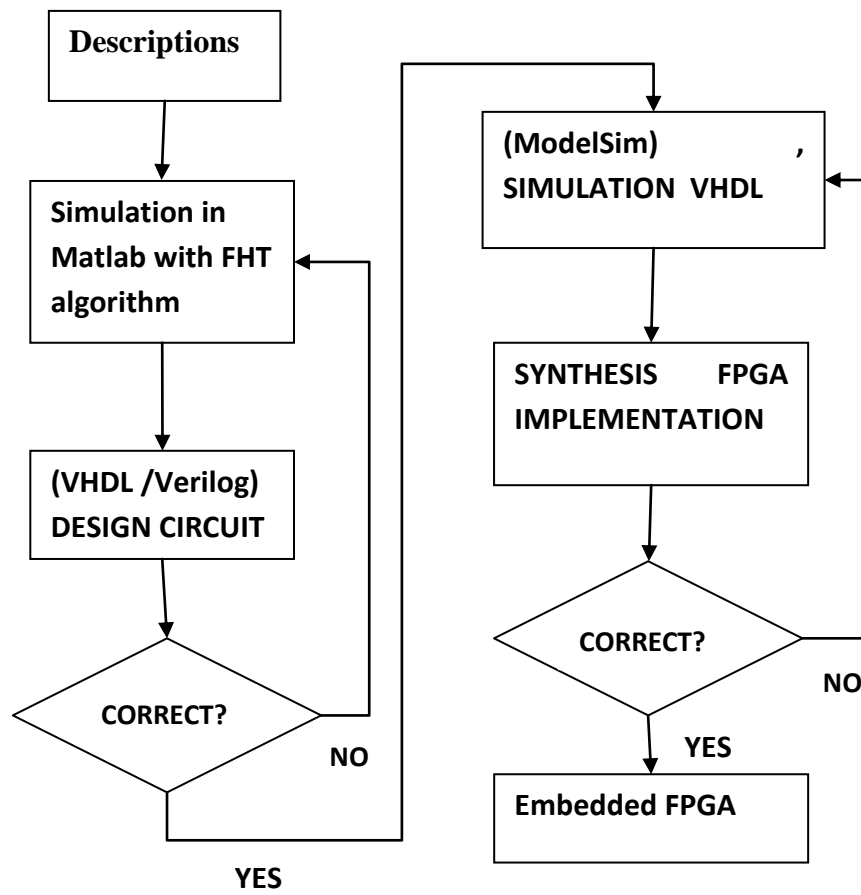 Descriptions
Simulation in
Matlab with FHT
algorithm
(VHDL /Verilog)
DESIGN CIRCUIT
CORRECT?
NO
YES
(ModelSim) ,
SIMULATION VHDL
SYNTHESIS FPGA
IMPLEMENTATION
CORRECT?
NO
YES
Embedded FPGA